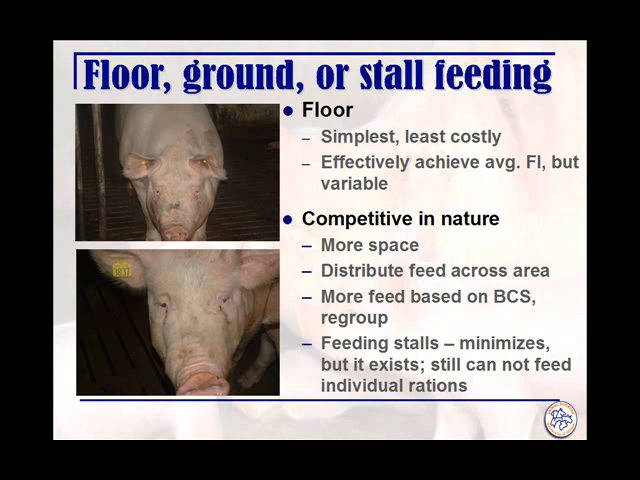 Floor, ground, or stall feeding
● Floor
– Simplest, least costly
– Effectively achieve avg. FI, but
variable
● Competitive in nature
– More space
– Distribute feed across area
– More feed based on BCS,
regroup
– Feeding stalls – minimizes,
but it exists; still can not feed
individual rations